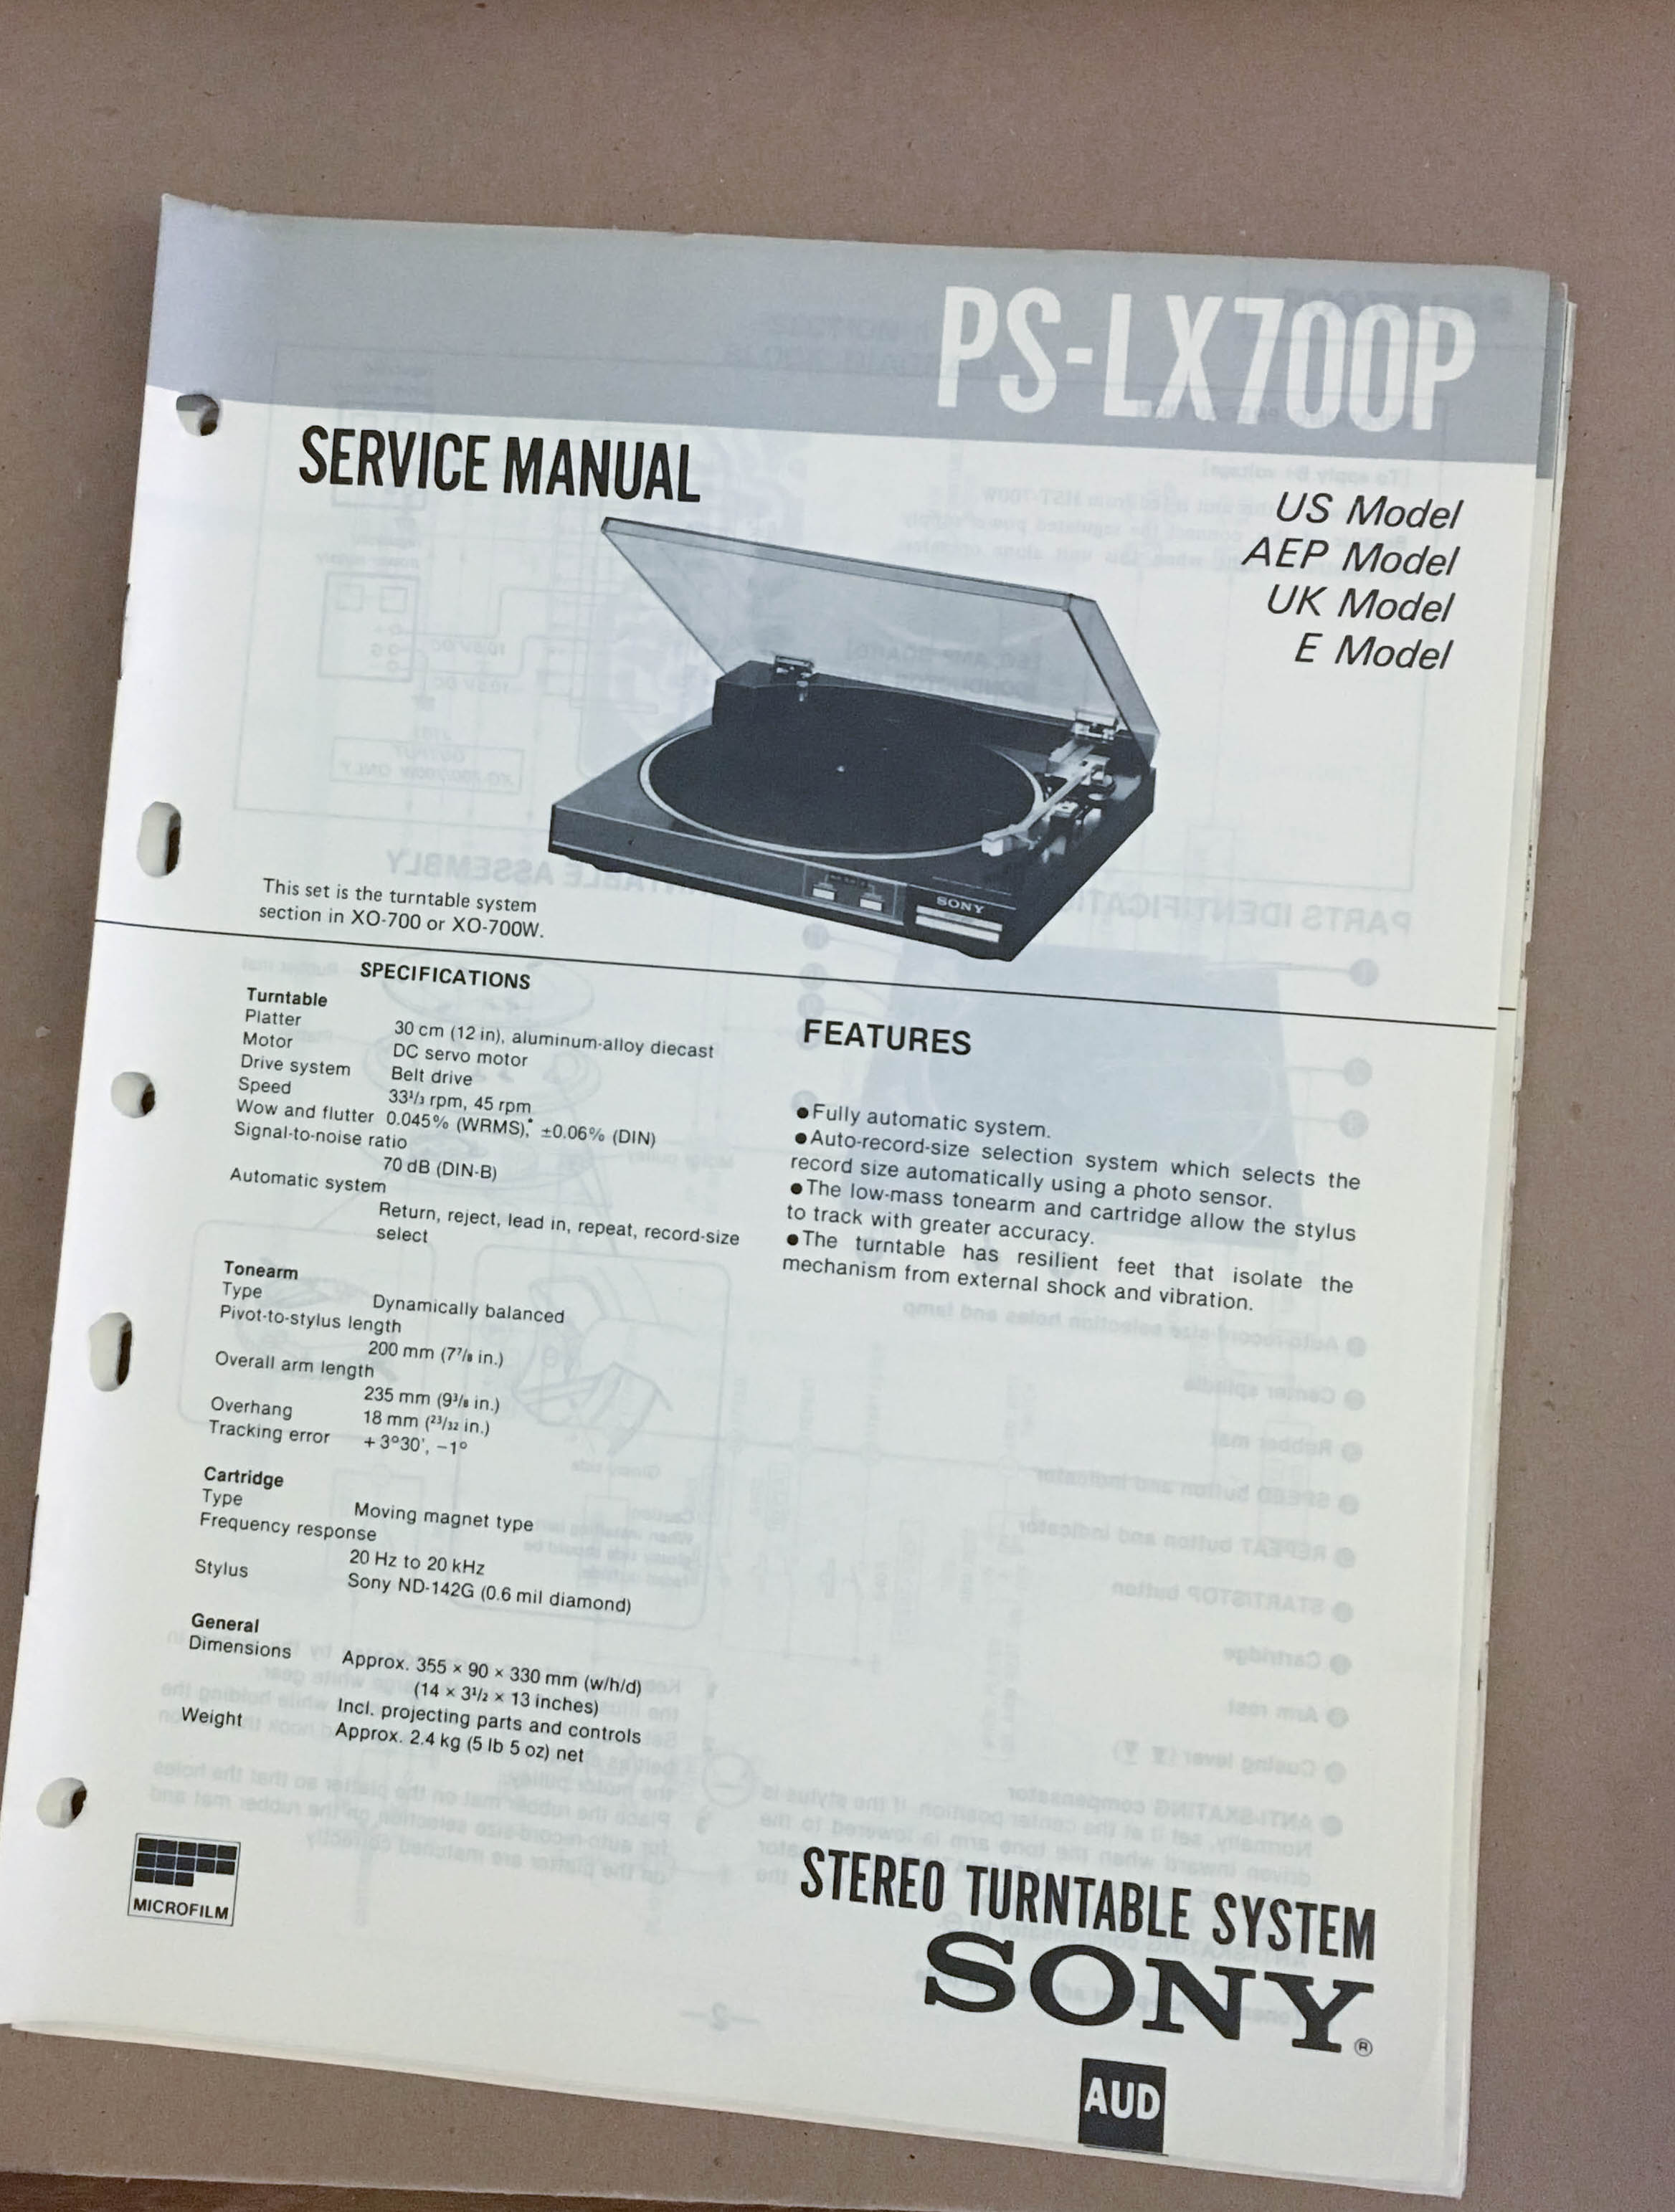 PS-LX700P
SERVICE MANUAL
US Model
AEP Model
UK Model
E Model
SONY
This set is the turntable system
section in XO-700 or XO-700W.
SPECIFICATIONS
Turntable
Platter 30 cm (12 in), aluminum-alloy diecast
Motor DC servo motor
Drive system Belt drive
Speed 33¹/₃ rpm, 45 rpm
Wow and flutter 0.045% (WRMS),* ±0.06% (DIN)
Signal-to-noise ratio
70 dB (DIN-B)
Automatic system
Return, reject, lead in, repeat, record-size
select
Tonearm
Type Dynamically balanced
Pivot-to-stylus length
200 mm (7⁷/₈ in.)
Overall arm length
235 mm (9³/₈ in.)
Overhang 18 mm (²³/₃₂ in.)
Tracking error +3°30', −1°
Cartridge
Type Moving magnet type
Frequency response
20 Hz to 20 kHz
Stylus Sony ND-142G (0.6 mil diamond)
General
Dimensions Approx. 355 × 90 × 330 mm (w/h/d)
(14 × 3¹/₂ × 13 inches)
Incl. projecting parts and controls
Weight Approx. 2.4 kg (5 lb 5 oz) net
FEATURES
●Fully automatic system.
●Auto-record-size selection system which selects the
record size automatically using a photo sensor.
●The low-mass tonearm and cartridge allow the stylus
to track with greater accuracy.
●The turntable has resilient feet that isolate the
mechanism from external shock and vibration.
MICROFILM
STEREO TURNTABLE SYSTEM
SONY®
AUD